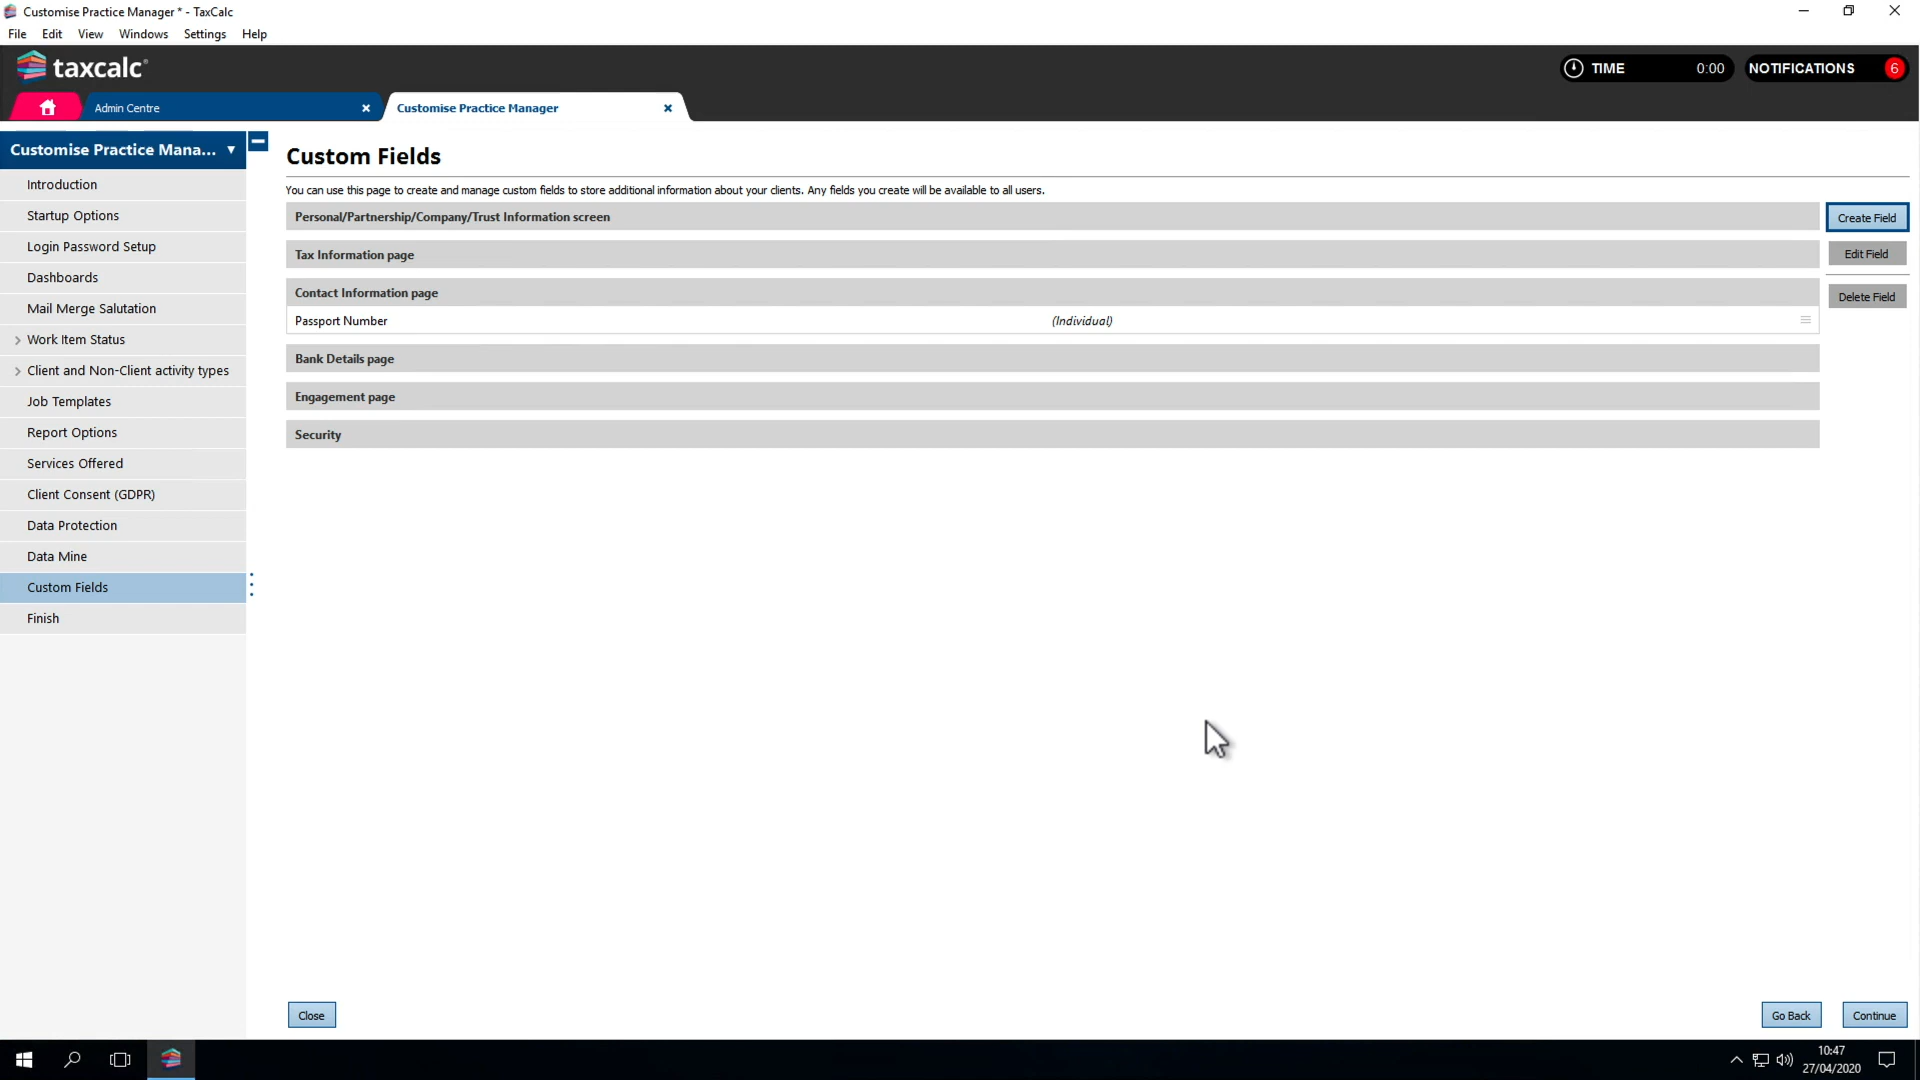 Customise Practice Manager * - TaxCalc
File Edit View Windows Settings Help
taxcalc
TIME 0:00 NOTIFICATIONS 6
Admin Centre Customise Practice Manager
Customise Practice Mana...
Introduction
Startup Options
Login Password Setup
Dashboards
Mail Merge Salutation
Work Item Status
Client and Non-Client activity types
Job Templates
Report Options
Services Offered
Client Consent (GDPR)
Data Protection
Data Mine
Custom Fields
Finish
Custom Fields
You can use this page to create and manage custom fields to store additional information about your clients. Any fields you create will be available to all users.
Personal/Partnership/Company/Trust Information screen
Tax Information page
Contact Information page
Passport Number (Individual)
Bank Details page
Engagement page
Security
Create Field
Edit Field
Delete Field
Close Go Back Continue
10:47
27/04/2020